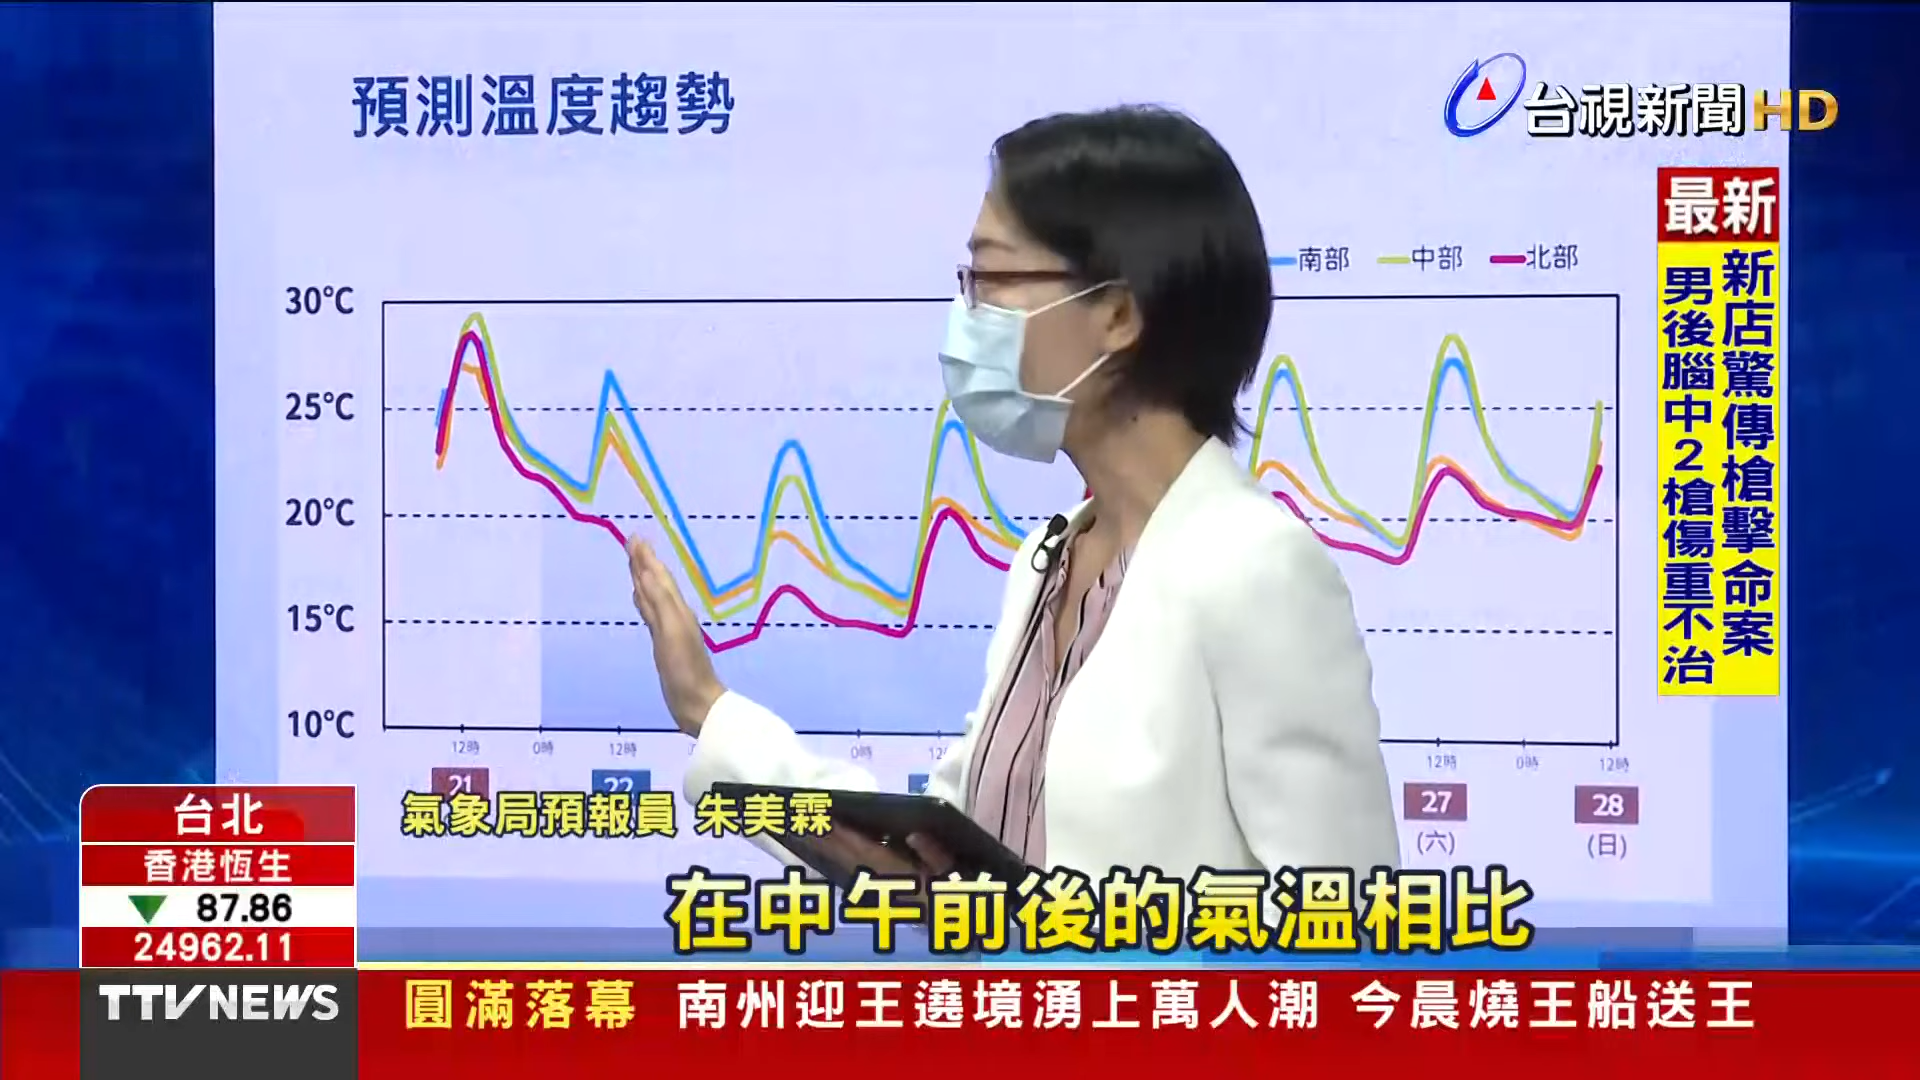 預測溫度趨勢
台視新聞HD
最新
新店驚傳槍擊命案
男後腦中2槍傷重不治
南部 中部 北部
30°C
25°C
20°C
15°C
10°C
12時 0時 12時 0時 12時 0時 12時
21 22 27 28
(六) (日)
氣象局預報員 朱美霖
在中午前後的氣溫相比
台北
香港恆生
▼ 87.86
24962.11
TTV NEWS
圓滿落幕 南州迎王遶境湧上萬人潮 今晨燒王船送王